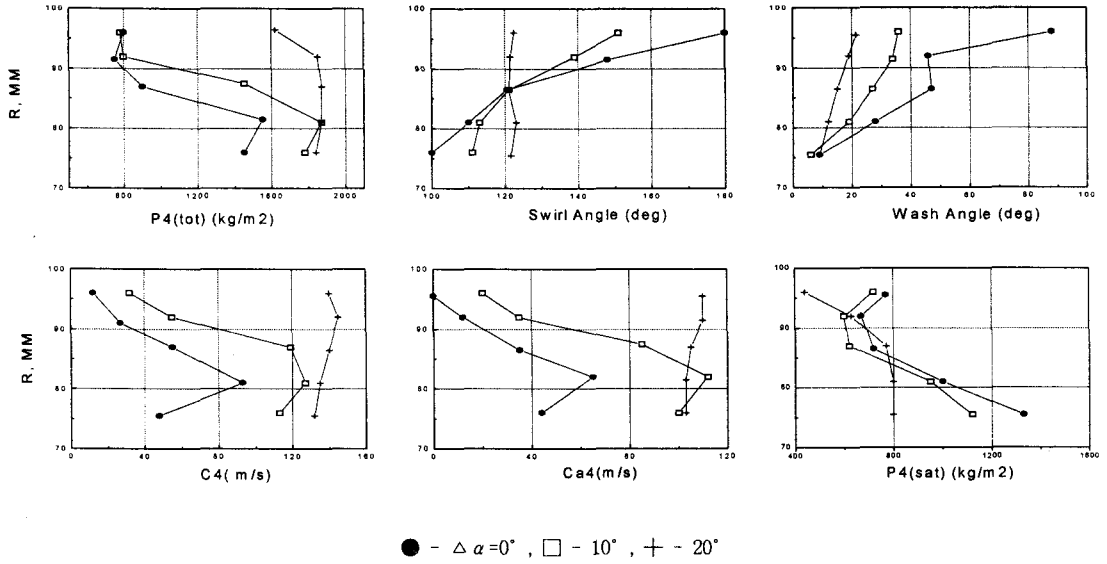 R, MM
100
90
80
70
800 1200 1600 2000
P4(tot) (kg/m2)
100
90
80
70
100 120 140 160 180
Swirl Angle (deg)
100
90
80
70
0 20 40 60 80 100
Wash Angle (deg)
R, MM
100
90
80
70
0 40 80 120 160
C4( m/s)
100
90
80
70
0 40 80 120
Ca4(m/s)
100
90
80
70
400 800 1200 1600
P4(sat) (kg/m2)
● - △ α=0° , □ - 10° , + - 20°